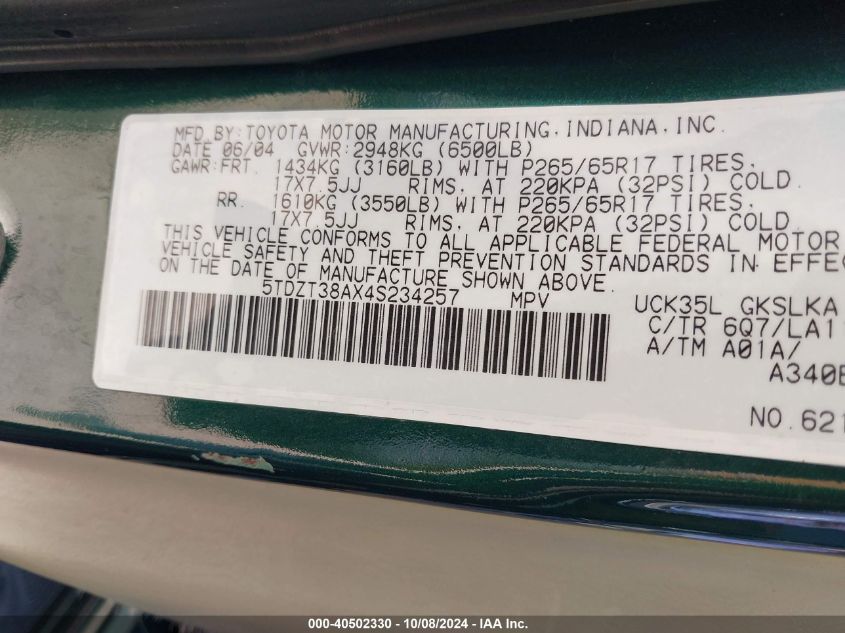 MFD.BY:TOYOTA MOTOR MANUFACTURING,INDIANA,INC.
DATE 06/04 GVWR:2948KG (6500LB)
GAWR:FRT. 1434KG (3160LB) WITH P265/65R17 TIRES,
17X7.5JJ RIMS, AT 220KPA (32PSI) COLD.
RR. 1610KG (3550LB) WITH P265/65R17 TIRES,
17X7.5JJ RIMS, AT 220KPA (32PSI) COLD.
THIS VEHICLE CONFORMS TO ALL APPLICABLE FEDERAL MOTOR
VEHICLE SAFETY AND THEFT PREVENTION STANDARDS IN EFFEC
ON THE DATE OF MANUFACTURE SHOWN ABOVE.
5TDZT38AX4S234257 MPV
UCK35L GKSLKA
C/TR 6Q7/LA1
A/TM A01A/
A340
NO.621
000-40502330 - 10/08/2024 - IAA Inc.